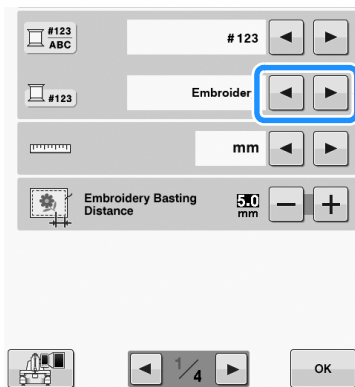 #123
ABC
#123
#123
Embroider
mm
Embroidery Basting
Distance
5.0
mm
1/4
OK